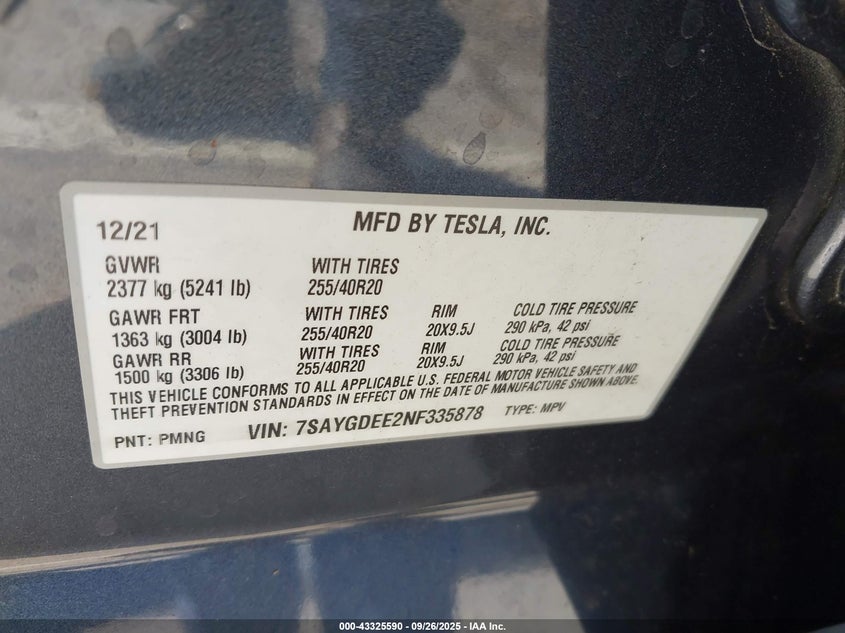 12/21 MFD BY TESLA, INC.
GVWR WITH TIRES
2377 kg (5241 lb) 255/40R20
GAWR FRT WITH TIRES RIM COLD TIRE PRESSURE
1363 kg (3004 lb) 255/40R20 20X9.5J 290 kPa, 42 psi
GAWR RR WITH TIRES RIM COLD TIRE PRESSURE
1500 kg (3306 lb) 255/40R20 20X9.5J 290 kPa, 42 psi
THIS VEHICLE CONFORMS TO ALL APPLICABLE U.S. FEDERAL MOTOR VEHICLE SAFETY AND
THEFT PREVENTION STANDARDS IN EFFECT ON THE DATE OF MANUFACTURE SHOWN ABOVE.
PNT: PMNG VIN: 7SAYGDEE2NF335878 TYPE: MPV
000-43325590 - 09/26/2025 - IAA Inc.